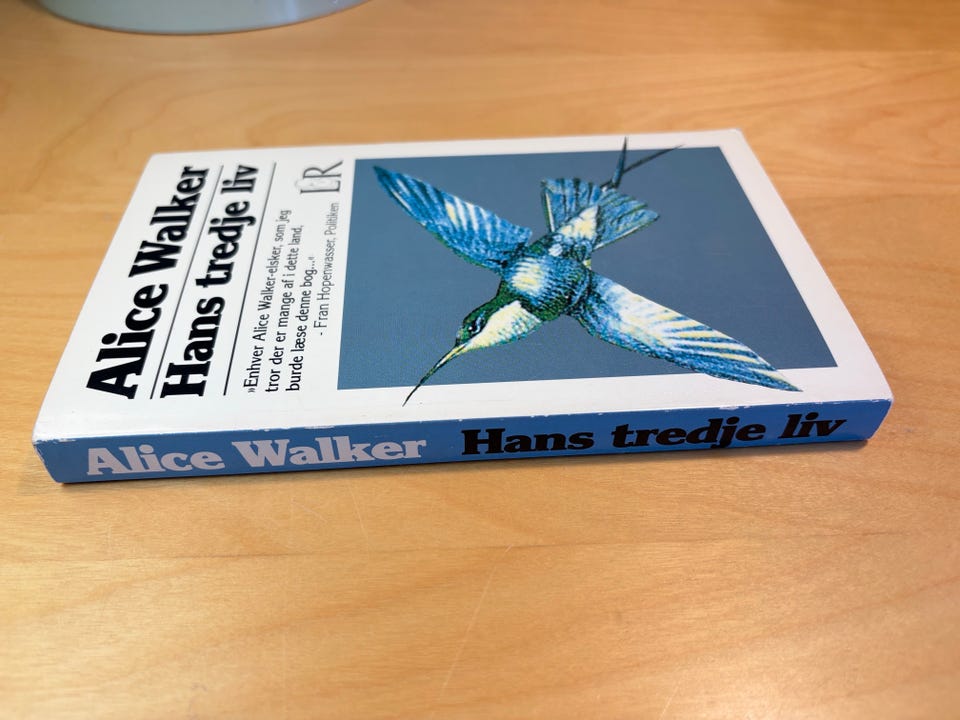 Alice Walker
Hans tredje liv
»Enhver Alice Walker-elsker, som jeg
tror der er mange af i dette land,
burde læse denne bog...«
- Fran Hopenwasser, Politiken
LR
Alice Walker Hans tredje liv